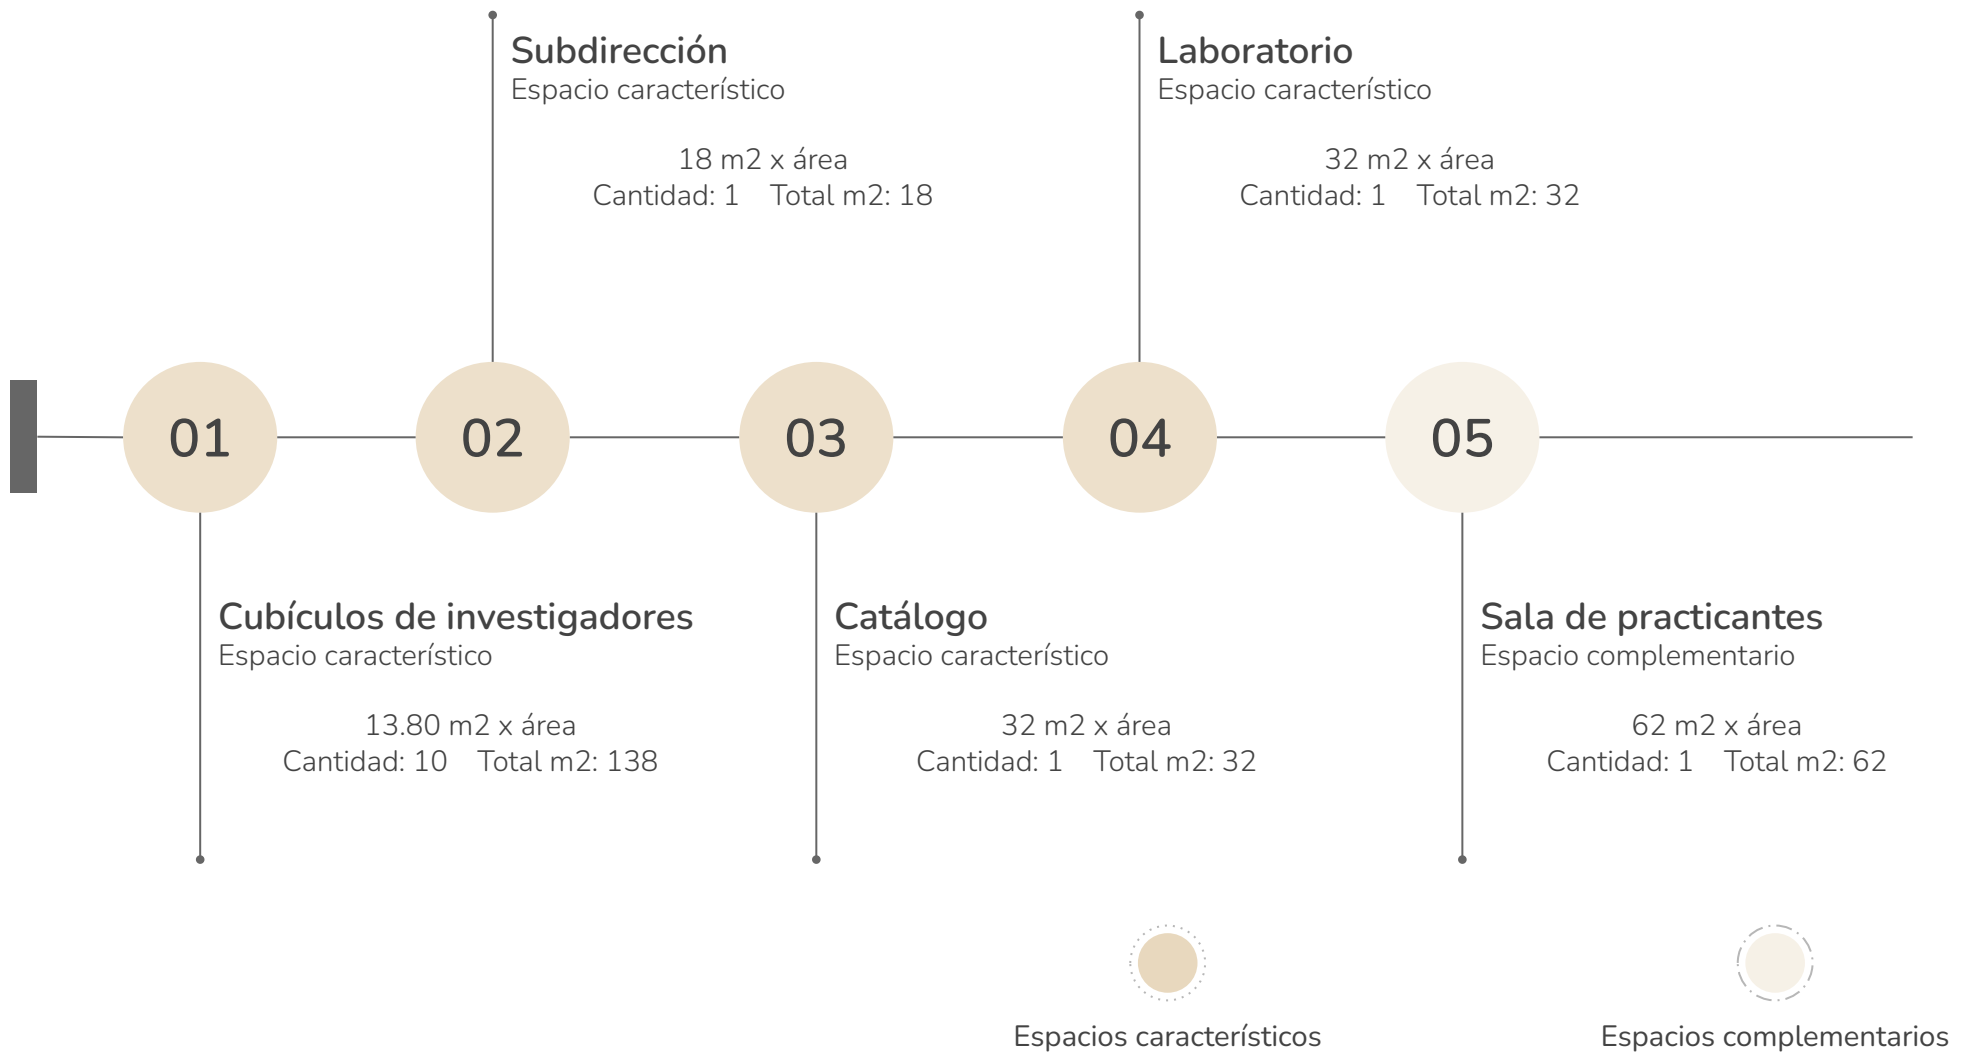 Subdirección
Espacio característico
18 m2 x área
Cantidad: 1 Total m2: 18
Laboratorio
Espacio característico
32 m2 x área
Cantidad: 1 Total m2: 32
01
02
03
04
05
Cubículos de investigadores
Espacio característico
13.80 m2 x área
Cantidad: 10 Total m2: 138
Catálogo
Espacio característico
32 m2 x área
Cantidad: 1 Total m2: 32
Sala de practicantes
Espacio complementario
62 m2 x área
Cantidad: 1 Total m2: 62
Espacios característicos
Espacios complementarios